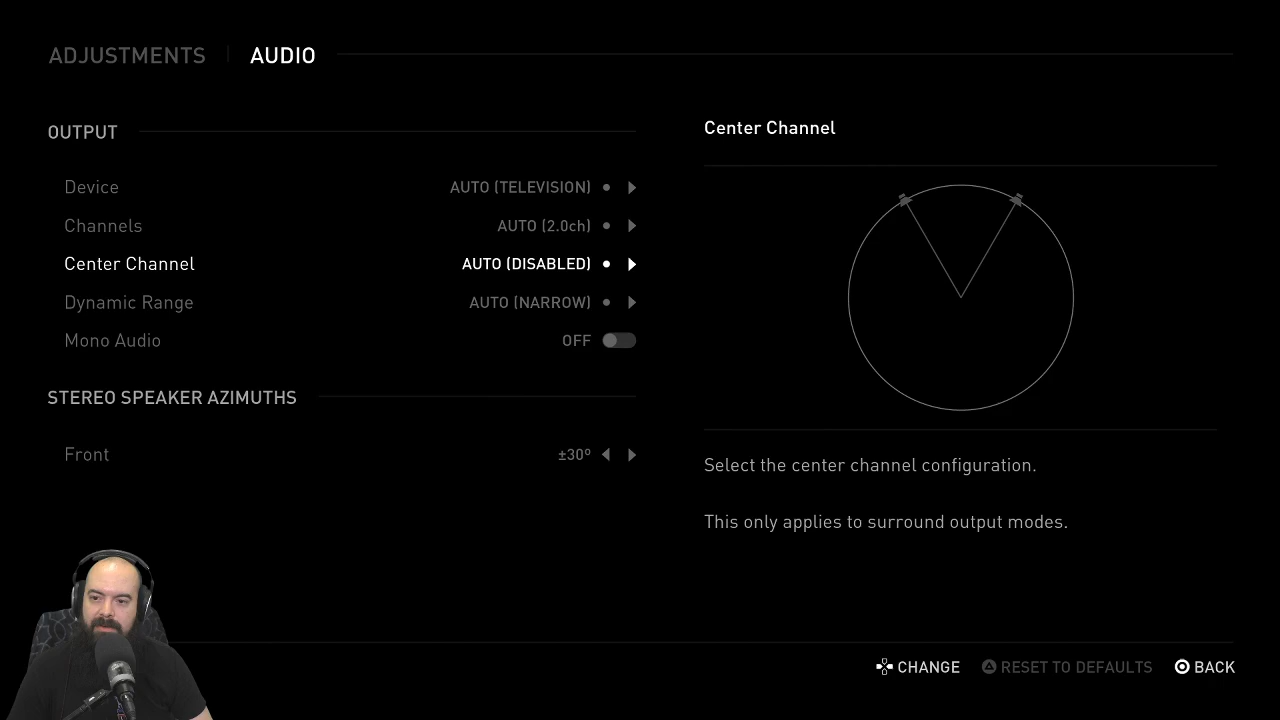 ADJUSTMENTS | AUDIO
OUTPUT
Device AUTO (TELEVISION)
Channels AUTO (2.0ch)
Center Channel AUTO (DISABLED)
Dynamic Range AUTO (NARROW)
Mono Audio OFF
STEREO SPEAKER AZIMUTHS
Front ±30º
Center Channel
Select the center channel configuration.
This only applies to surround output modes.
CHANGE RESET TO DEFAULTS BACK